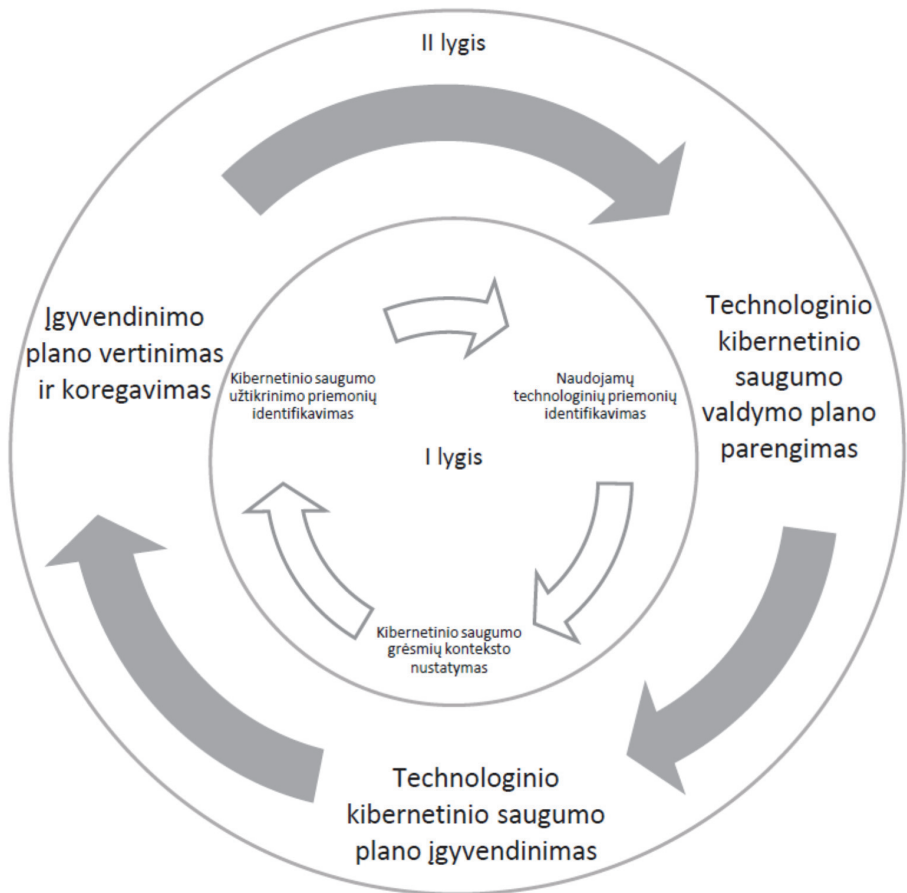 II lygis
Įgyvendinimo
plano vertinimas
ir koregavimas
Technologinio
kibernetinio
saugumo
valdymo plano
parengimas
Kibernetinio saugumo
užtikrinimo priemonių
identifikavimas
Naudojamų
technologinių priemonių
identifikavimas
I lygis
Kibernetinio saugumo
grėsmių konteksto
nustatymas
Technologinio
kibernetinio saugumo
plano įgyvendinimas